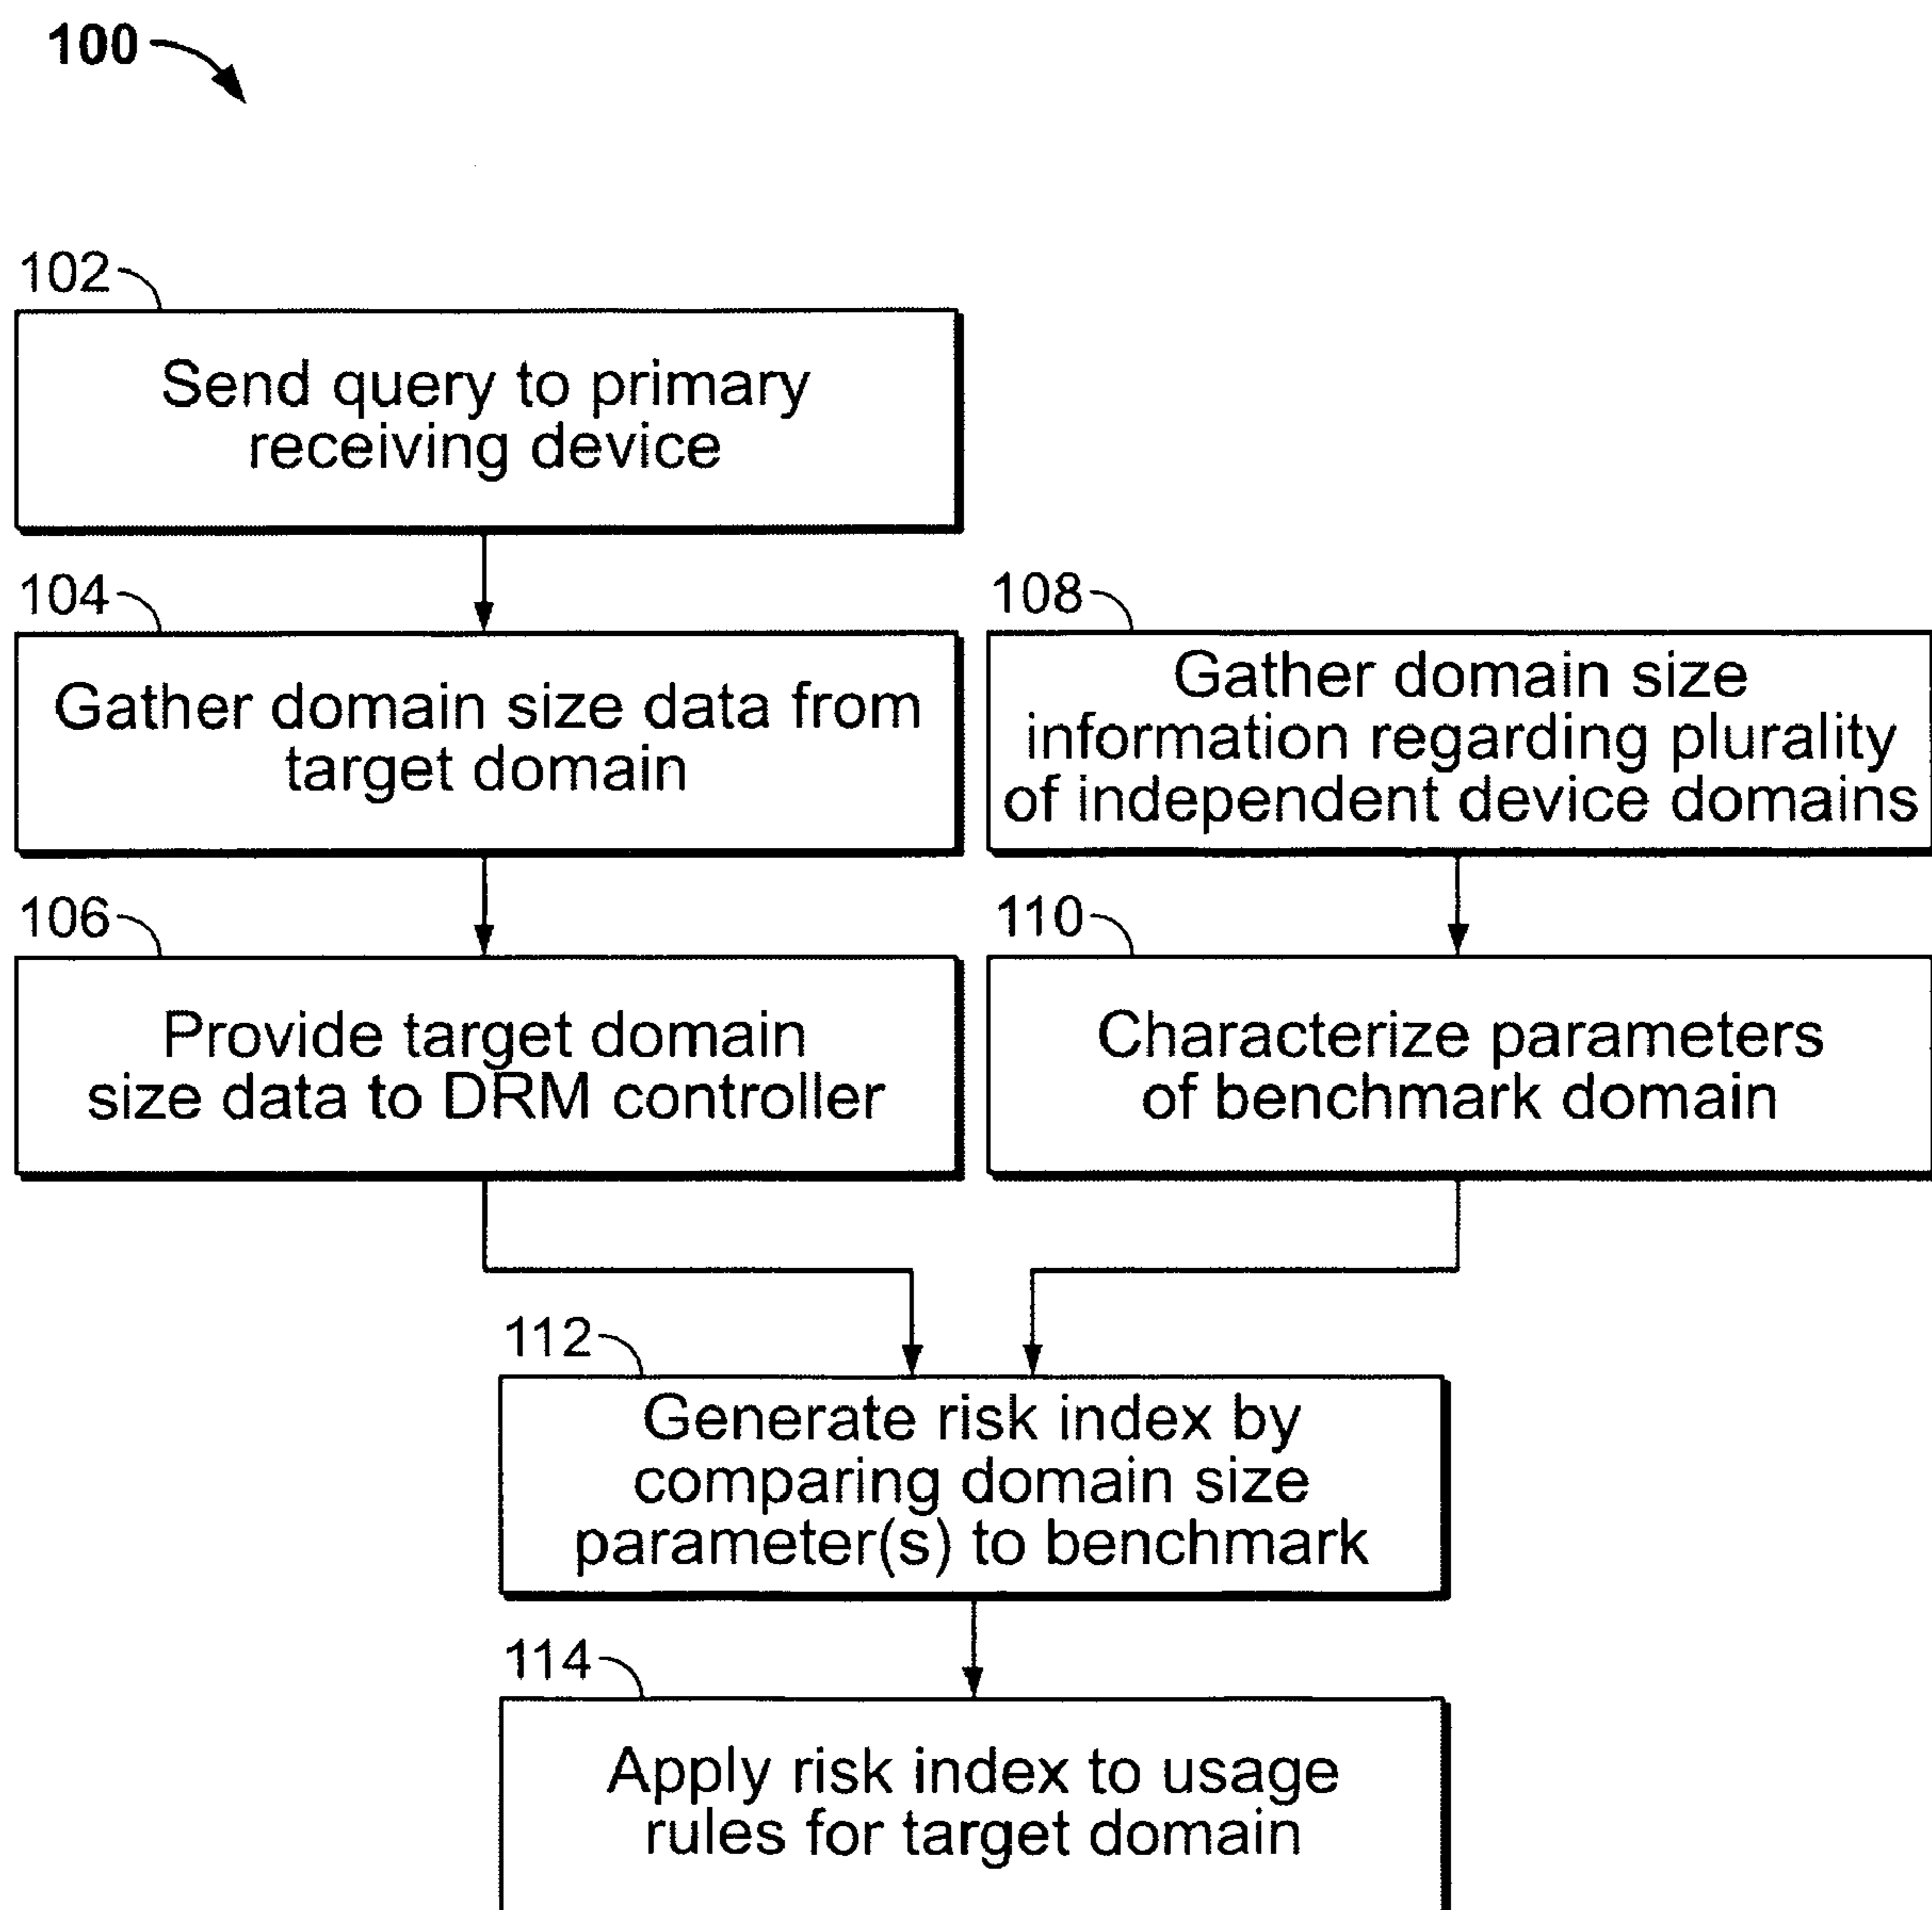 100
102
Send query to primary
receiving device
104
Gather domain size data from
target domain
106
Provide target domain
size data to DRM controller
108
Gather domain size
information regarding plurality
of independent device domains
110
Characterize parameters
of benchmark domain
112
Generate risk index by
comparing domain size
parameter(s) to benchmark
114
Apply risk index to usage
rules for target domain